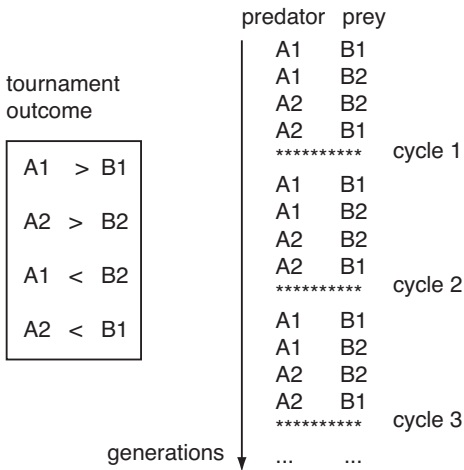 predator prey
A1 B1
A1 B2
A2 B2
A2 B1
********** cycle 1
A1 B1
A1 B2
A2 B2
A2 B1
********** cycle 2
A1 B1
A1 B2
A2 B2
A2 B1
********** cycle 3
... ...
generations
tournament
outcome
A1 > B1
A2 > B2
A1 < B2
A2 < B1